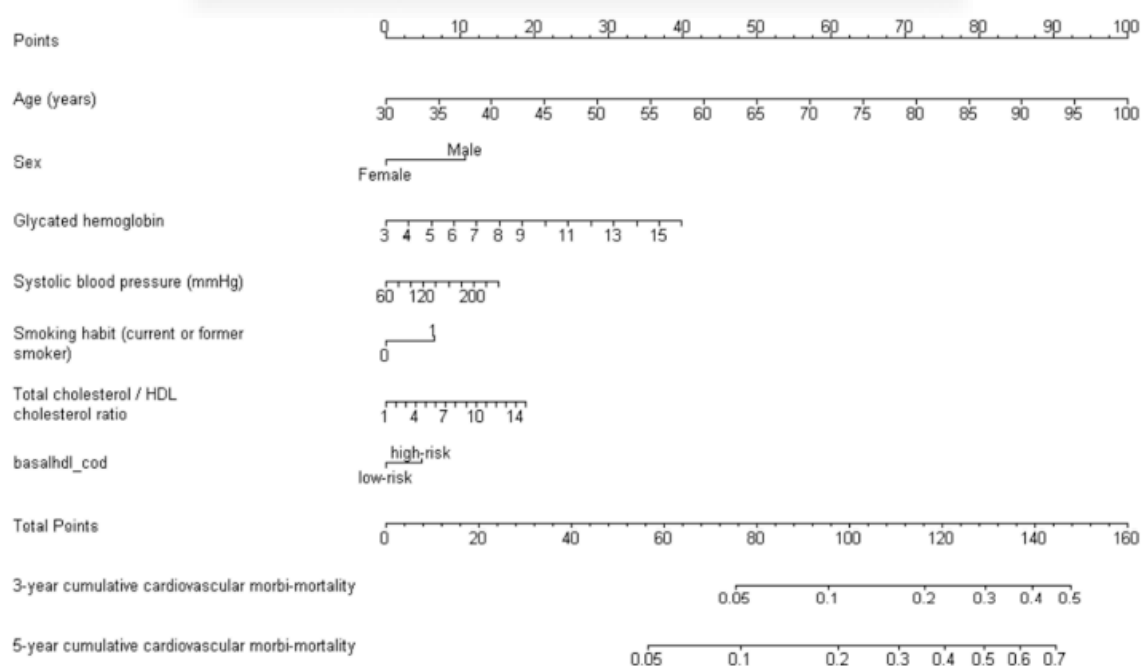 Points 0 10 20 30 40 50 60 70 80 90 100
Age (years) 30 35 40 45 50 55 60 65 70 75 80 85 90 95 100
Male
Sex
Female
Glycated hemoglobin 3 4 5 6 7 8 9 11 13 15
Systolic blood pressure (mmHg) 60 120 200
Smoking habit (current or former 1
smoker) 0
Total cholesterol / HDL
cholesterol ratio 1 4 7 10 14
high-risk
basalhdl_cod
low-risk
Total Points 0 20 40 60 80 100 120 140 160
3-year cumulative cardiovascular morbi-mortality 0.05 0.1 0.2 0.3 0.4 0.5
5-year cumulative cardiovascular morbi-mortality 0.05 0.1 0.2 0.3 0.4 0.5 0.6 0.7